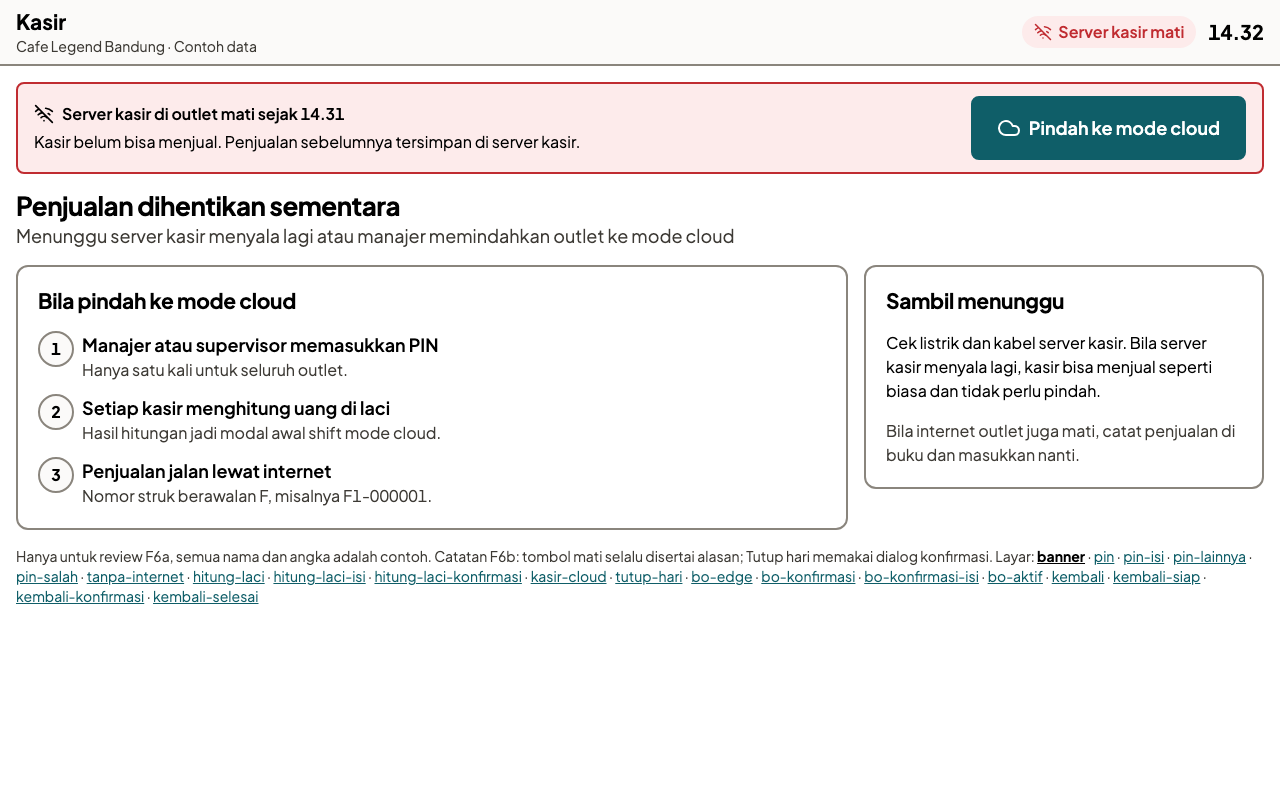 Kasir
Cafe Legend Bandung · Contoh data
Server kasir mati
14.32
Server kasir di outlet mati sejak 14.31
Kasir belum bisa menjual. Penjualan sebelumnya tersimpan di server kasir.
Pindah ke mode cloud
Penjualan dihentikan sementara
Menunggu server kasir menyala lagi atau manajer memindahkan outlet ke mode cloud
Bila pindah ke mode cloud
1
Manajer atau supervisor memasukkan PIN
Hanya satu kali untuk seluruh outlet.
2
Setiap kasir menghitung uang di laci
Hasil hitungan jadi modal awal shift mode cloud.
3
Penjualan jalan lewat internet
Nomor struk berawalan F, misalnya F1-000001.
Sambil menunggu
Cek listrik dan kabel server kasir. Bila server
kasir menyala lagi, kasir bisa menjual seperti
biasa dan tidak perlu pindah.
Bila internet outlet juga mati, catat penjualan di
buku dan masukkan nanti.
Hanya untuk review F6a, semua nama dan angka adalah contoh. Catatan F6b: tombol mati selalu disertai alasan; Tutup hari memakai dialog konfirmasi. Layar: banner · pin · pin-isi · pin-lainnya ·
pin-salah · tanpa-internet · hitung-laci · hitung-laci-isi · hitung-laci-konfirmasi · kasir-cloud · tutup-hari · bo-edge · bo-konfirmasi · bo-konfirmasi-isi · bo-aktif · kembali · kembali-siap ·
kembali-konfirmasi · kembali-selesai